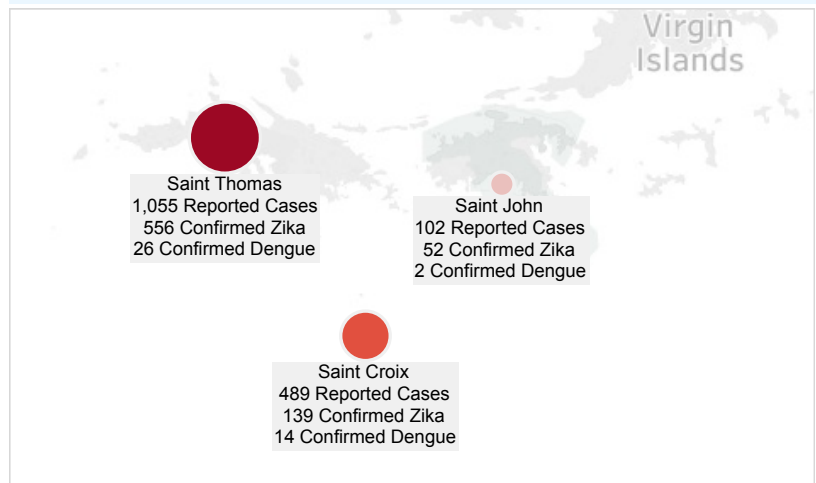 Virgin
Islands
Saint Thomas
1,055 Reported Cases
556 Confirmed Zika
26 Confirmed Dengue
Saint John
102 Reported Cases
52 Confirmed Zika
2 Confirmed Dengue
Saint Croix
489 Reported Cases
139 Confirmed Zika
14 Confirmed Dengue